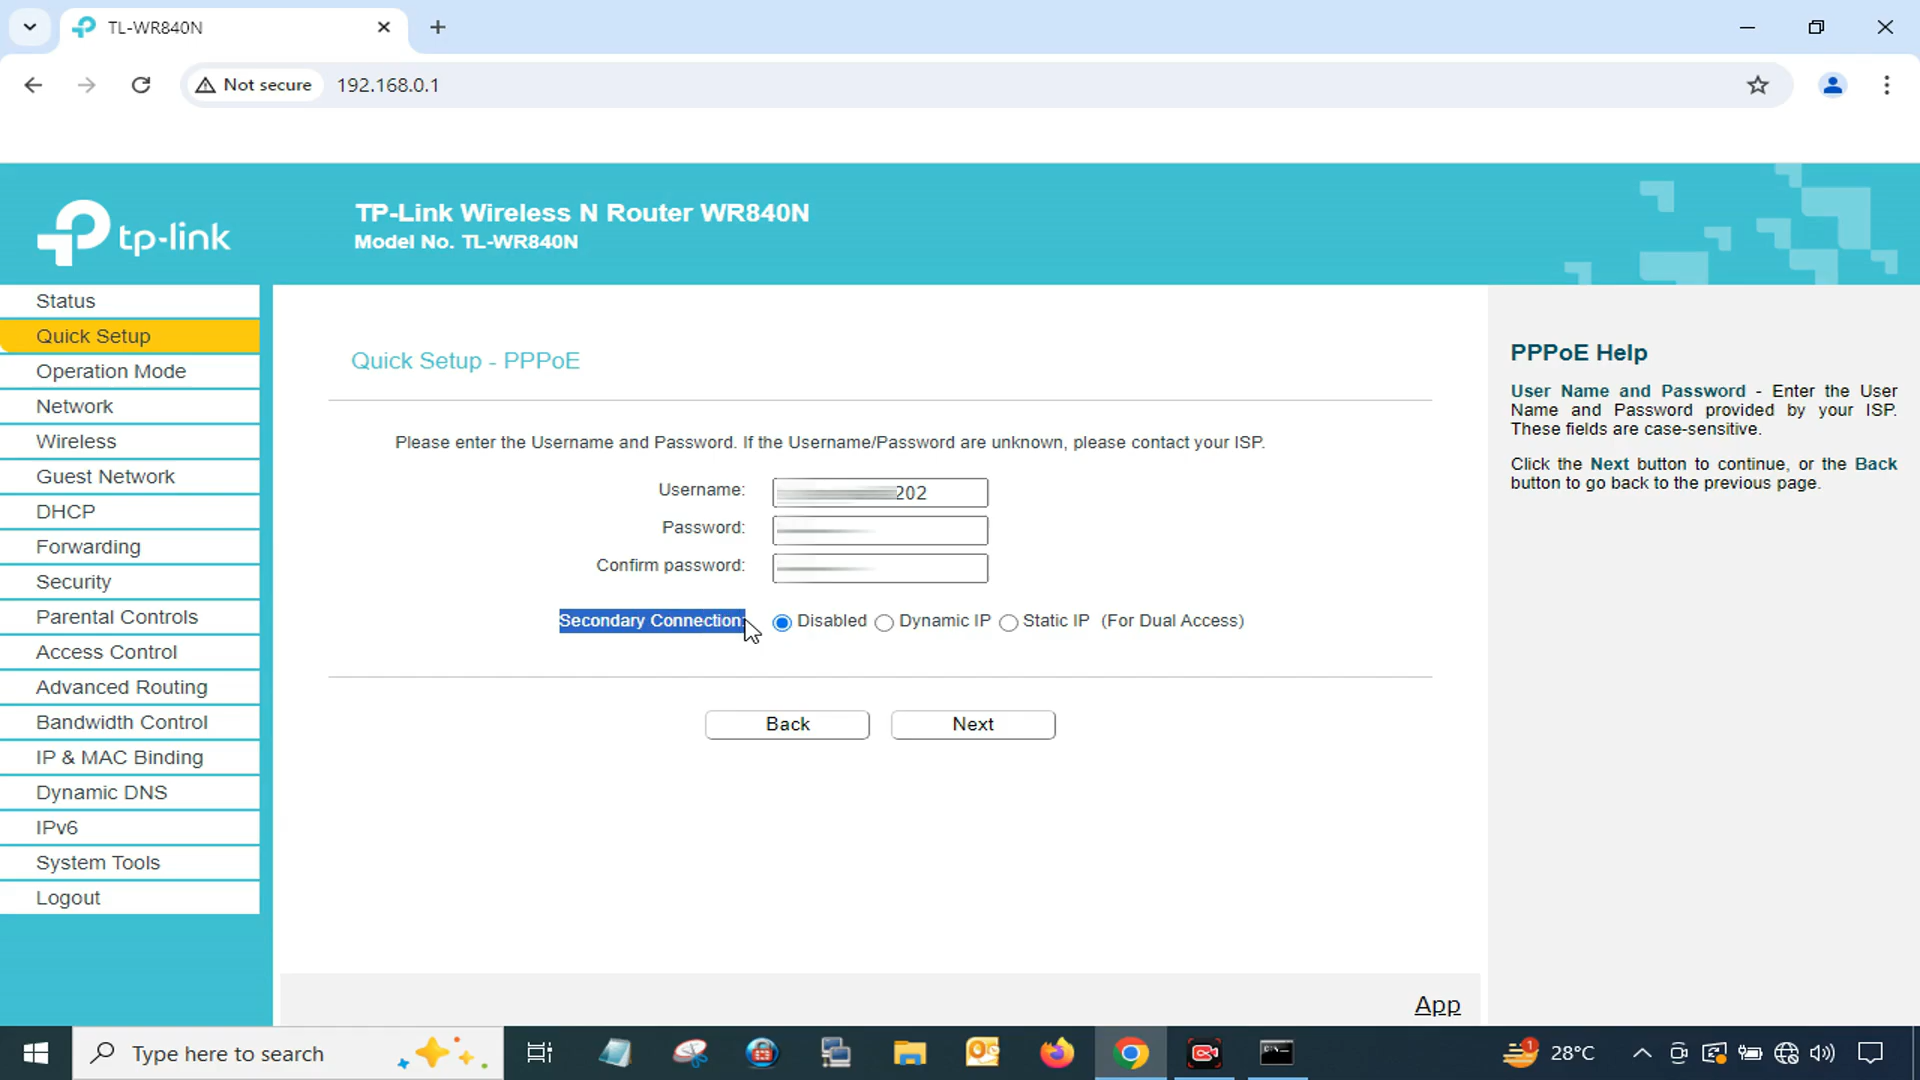 TL-WR840N
Not secure
192.168.0.1
tp-link
TP-Link Wireless N Router WR840N
Model No. TL-WR840N
Status
Quick Setup
Operation Mode
Network
Wireless
Guest Network
DHCP
Forwarding
Security
Parental Controls
Access Control
Advanced Routing
Bandwidth Control
IP & MAC Binding
Dynamic DNS
IPv6
System Tools
Logout
Quick Setup - PPPoE
Please enter the Username and Password. If the Username/Password are unknown, please contact your ISP.
Username: 202
Password:
Confirm password:
Secondary Connection: Disabled Dynamic IP Static IP (For Dual Access)
Back Next
App
PPPoE Help
User Name and Password - Enter the User
Name and Password provided by your ISP.
These fields are case-sensitive.
Click the Next button to continue, or the Back
button to go back to the previous page.
Type here to search
1
28°C